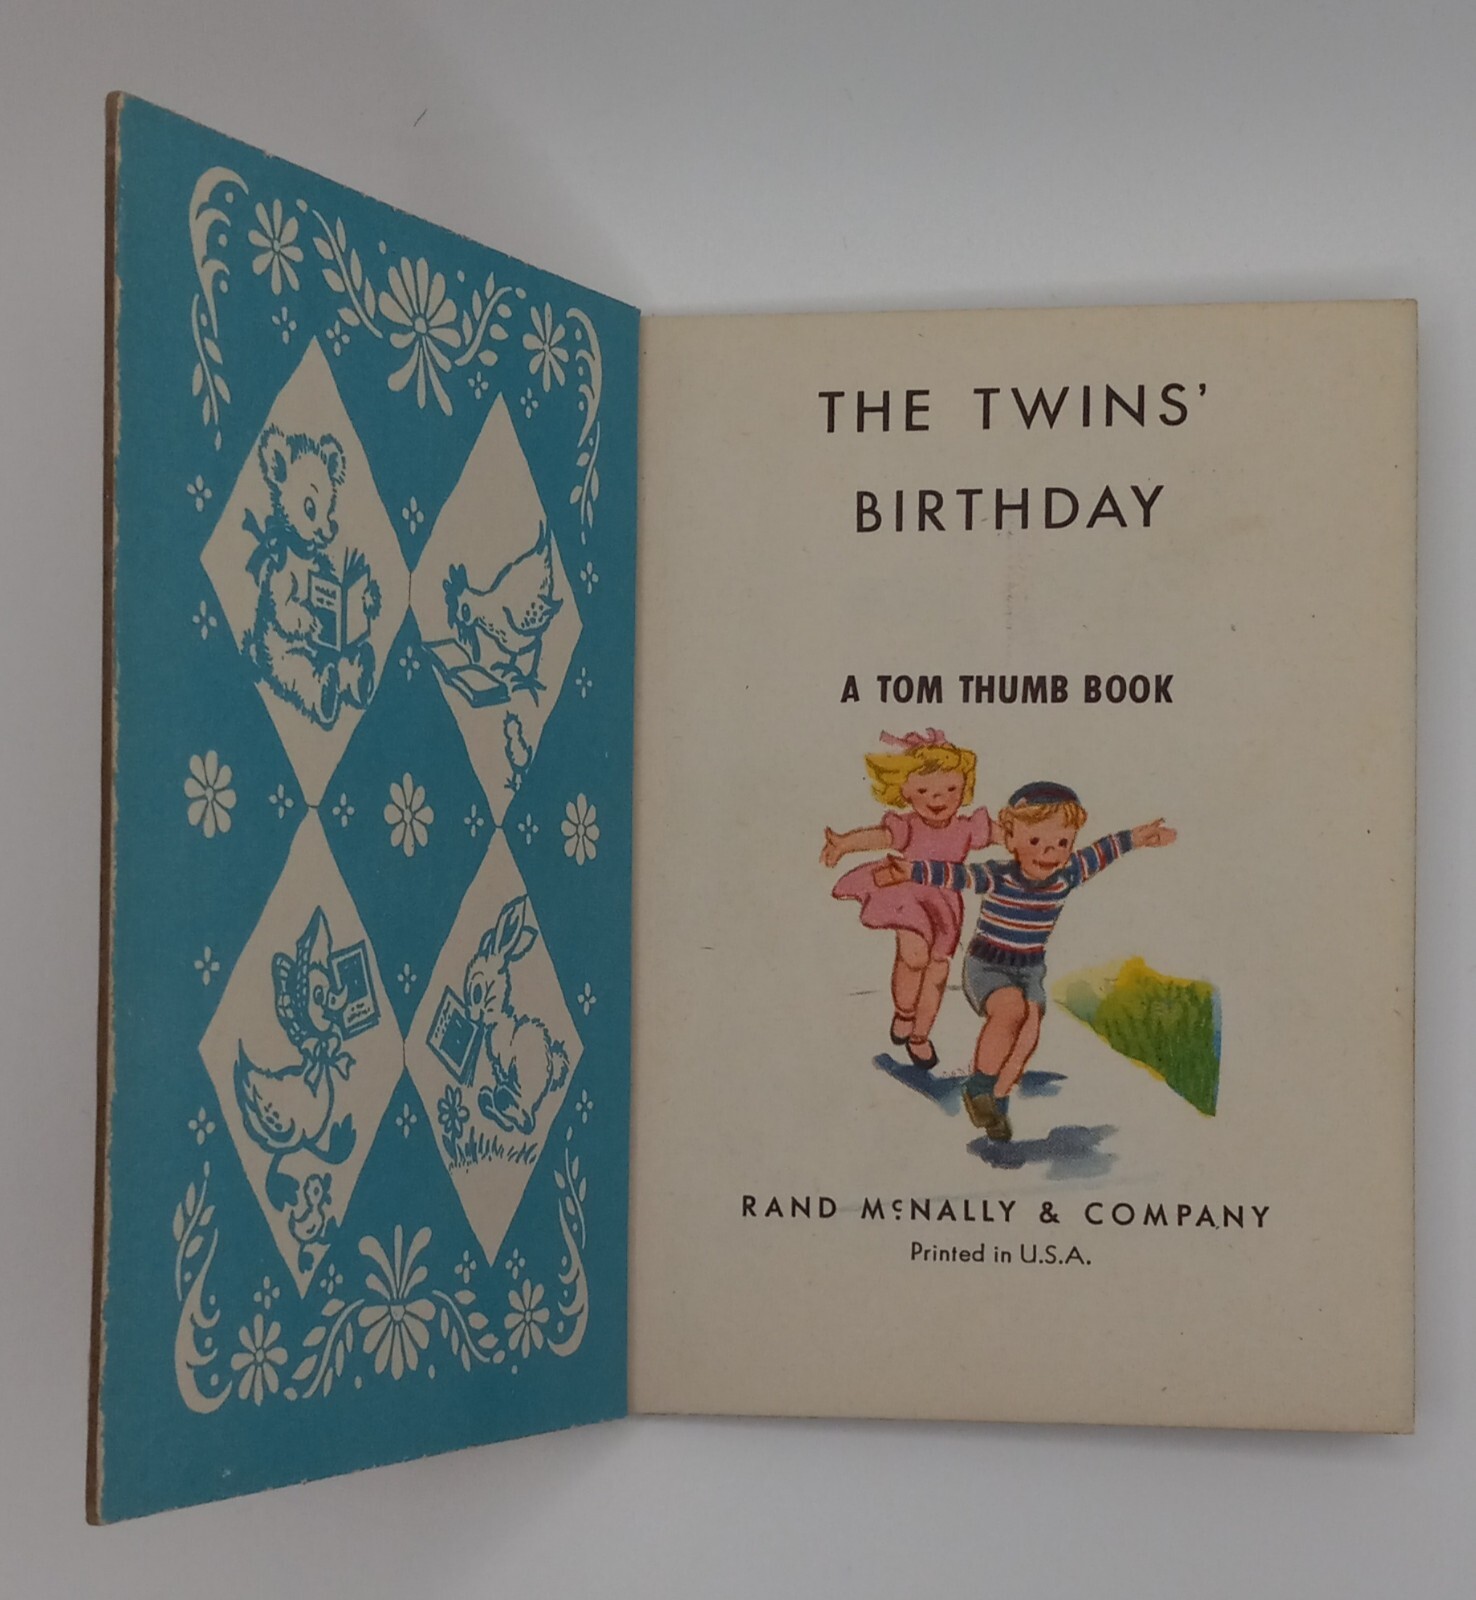 THE TWINS'
BIRTHDAY
A TOM THUMB BOOK
RAND McNALLY & COMPANY
Printed in U.S.A.